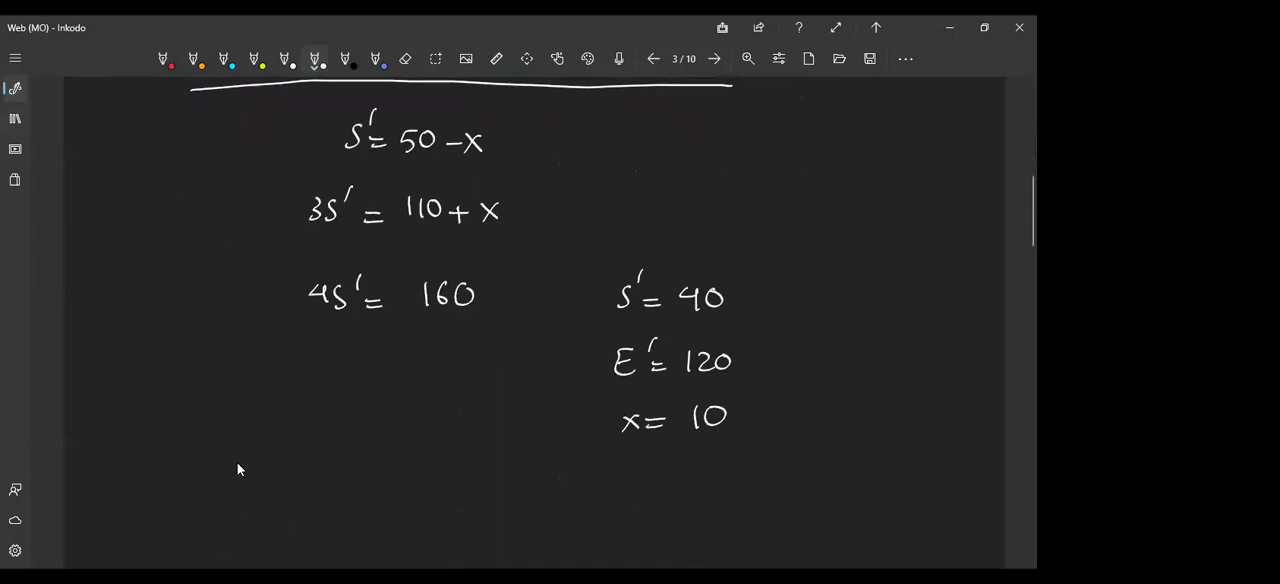 Web (MO) - Inkodo
3 / 10
S' = 50 - x
3S' = 110 + x
4S' = 160
S' = 40
E' = 120
x = 10